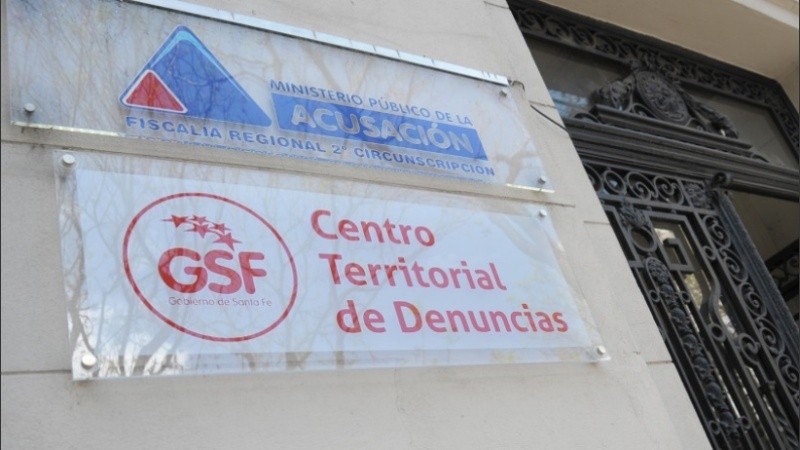 MINISTERIO PÚBLICO DE LA
ACUSACIÓN
FISCALÍA REGIONAL 2° CIRCUNSCRIPCIÓN
GSF
Gobierno de Santa Fe
Centro
Territorial
de Denuncias